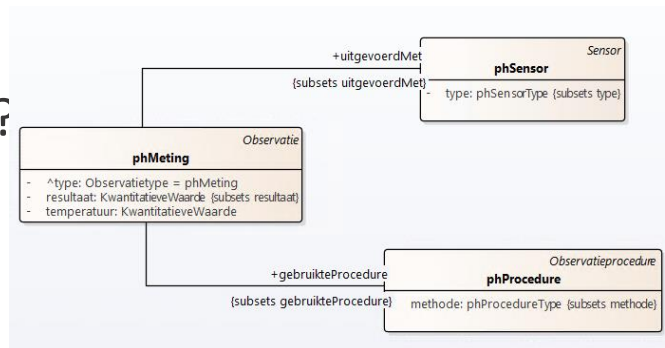 ?
+uitgevoerdMet
{subsets uitgevoerdMet}
Sensor
phSensor
- type: phSensorType {subsets type}
Observatie
phMeting
- ^type: Observatietype = phMeting
- resultaat: KwantitatieveWaarde {subsets resultaat}
- temperatuur: KwantitatieveWaarde
+gebruikteProcedure
{subsets gebruikteProcedure}
Observatieprocedure
phProcedure
methode: phProcedureType {subsets methode}